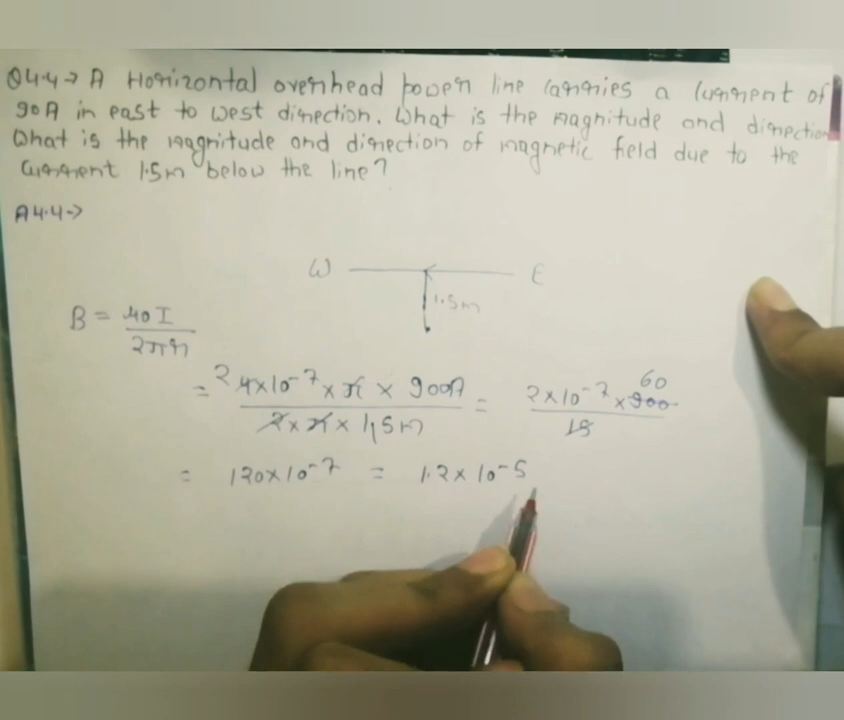 Q4.4→ A Horizontal overhead power line carries a current of
90A in east to west direction. What is the magnitude and direction
What is the magnitude and direction of magnetic field due to the
current 1.5m below the line?
A4.4→
W E
1.5m
B = μ0I
2πr
= 2 4×10-7 × π × 900A = 2×10-7 × 900 60
2 × π × 1,5m 15
= 120×10-7 = 1.2×10-5